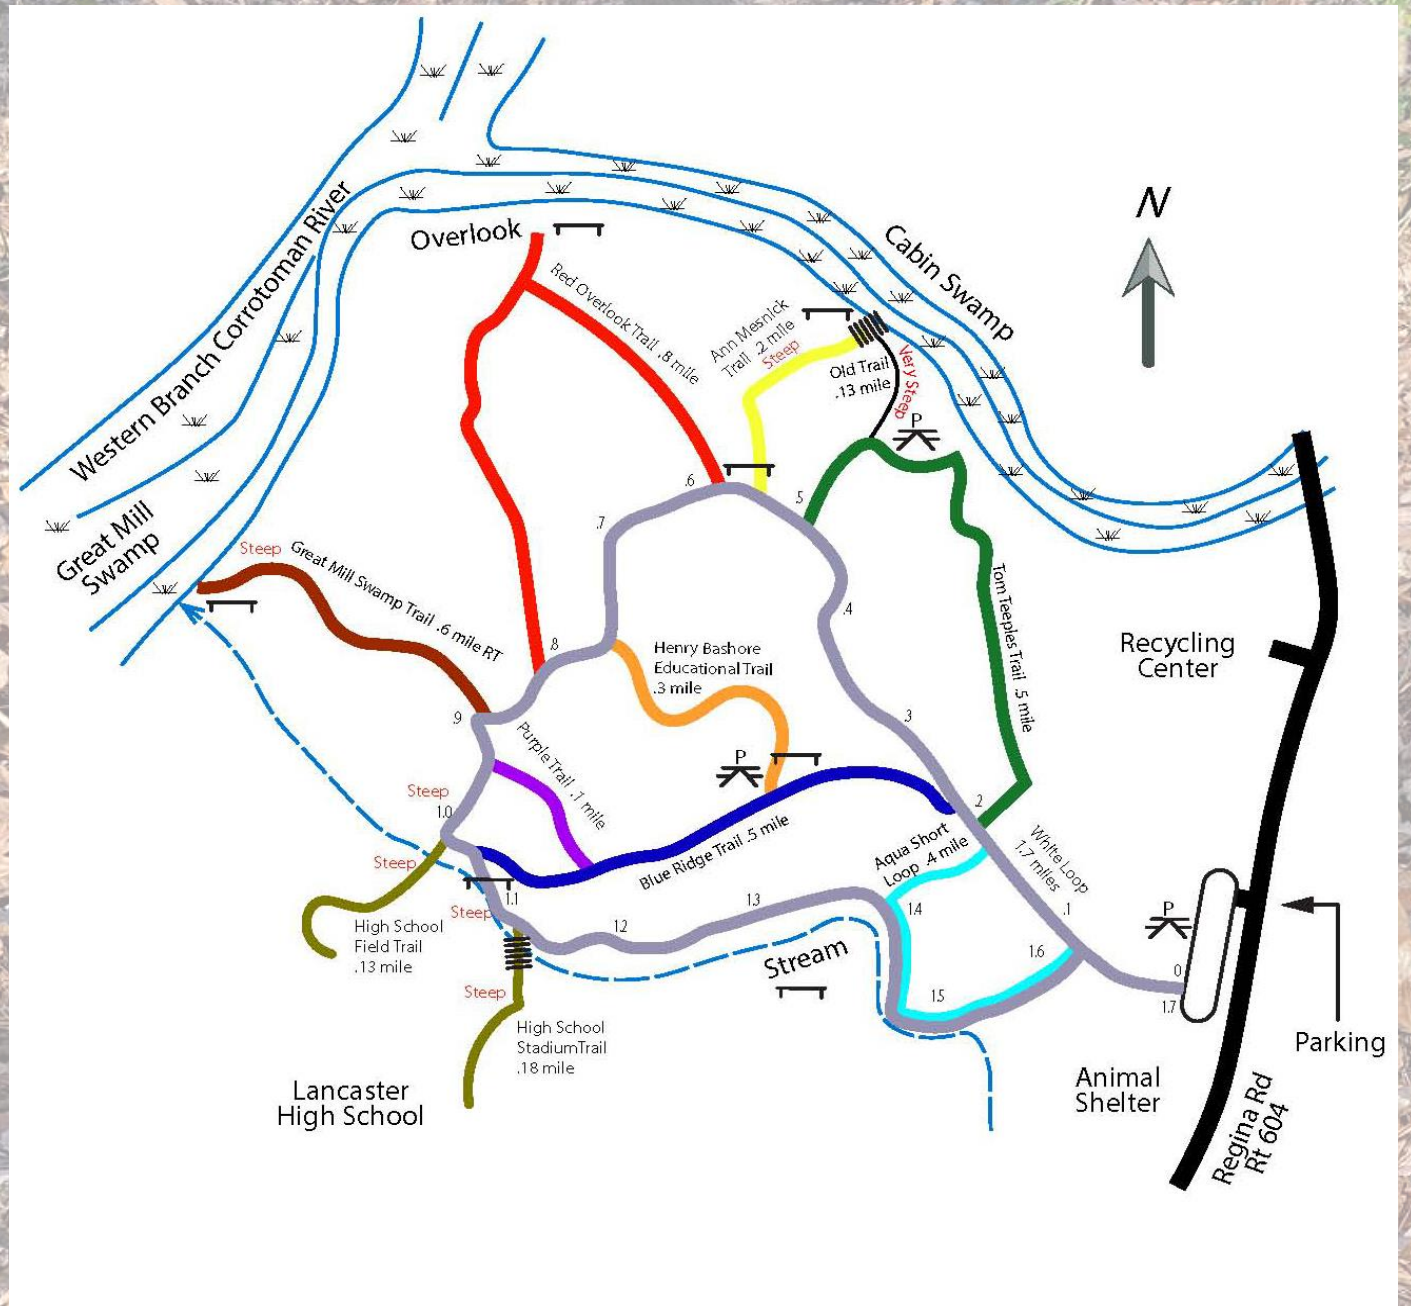 N
Western Branch Corrotoman River
Cabin Swamp
Overlook
Red Overlook Trail .8 mile
Ann Mesnick
Trail .2 mile
Steep
Old Trail
.13 mile
Very Steep
P
Great Mill
Swamp
Steep
Great Mill Swamp Trail .6 mile RT
.6
.5
.7
.4
.8
Henry Bashore
Educational Trail
.3 mile
Tom Teeples Trail .5 mile
Recycling
Center
.9
.3
Purple Trail .1 mile
P
Steep
1.0
.2
Blue Ridge Trail .5 mile
Aqua Short
Loop .4 mile
White Loop
1.7 miles
Steep
1.1
Steep
1.2
1.3
1.4
.1
P
High School
Field Trail
.13 mile
Stream
1.6
0
1.7
1.5
Steep
High School
StadiumTrail
.18 mile
Parking
Lancaster
High School
Animal
Shelter
Regina Rd
Rt 604